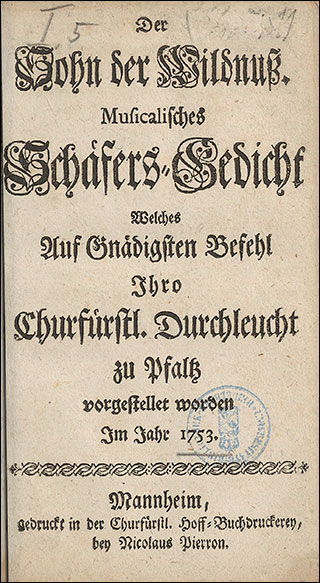 I. 5
Der
Sohn der Wildnuß.
Musicalisches
Schäfers-Gedicht
Welches
Auf Gnädigsten Befehl
Ihro
Churfürstl. Durchleucht
zu Pfaltz
vorgestellet worden
Im Jahr 1753.
Mannheim,
gedruckt in der Churfürstl. Hoff-Buchdruckerey,
bey Nicolaus Pierron.